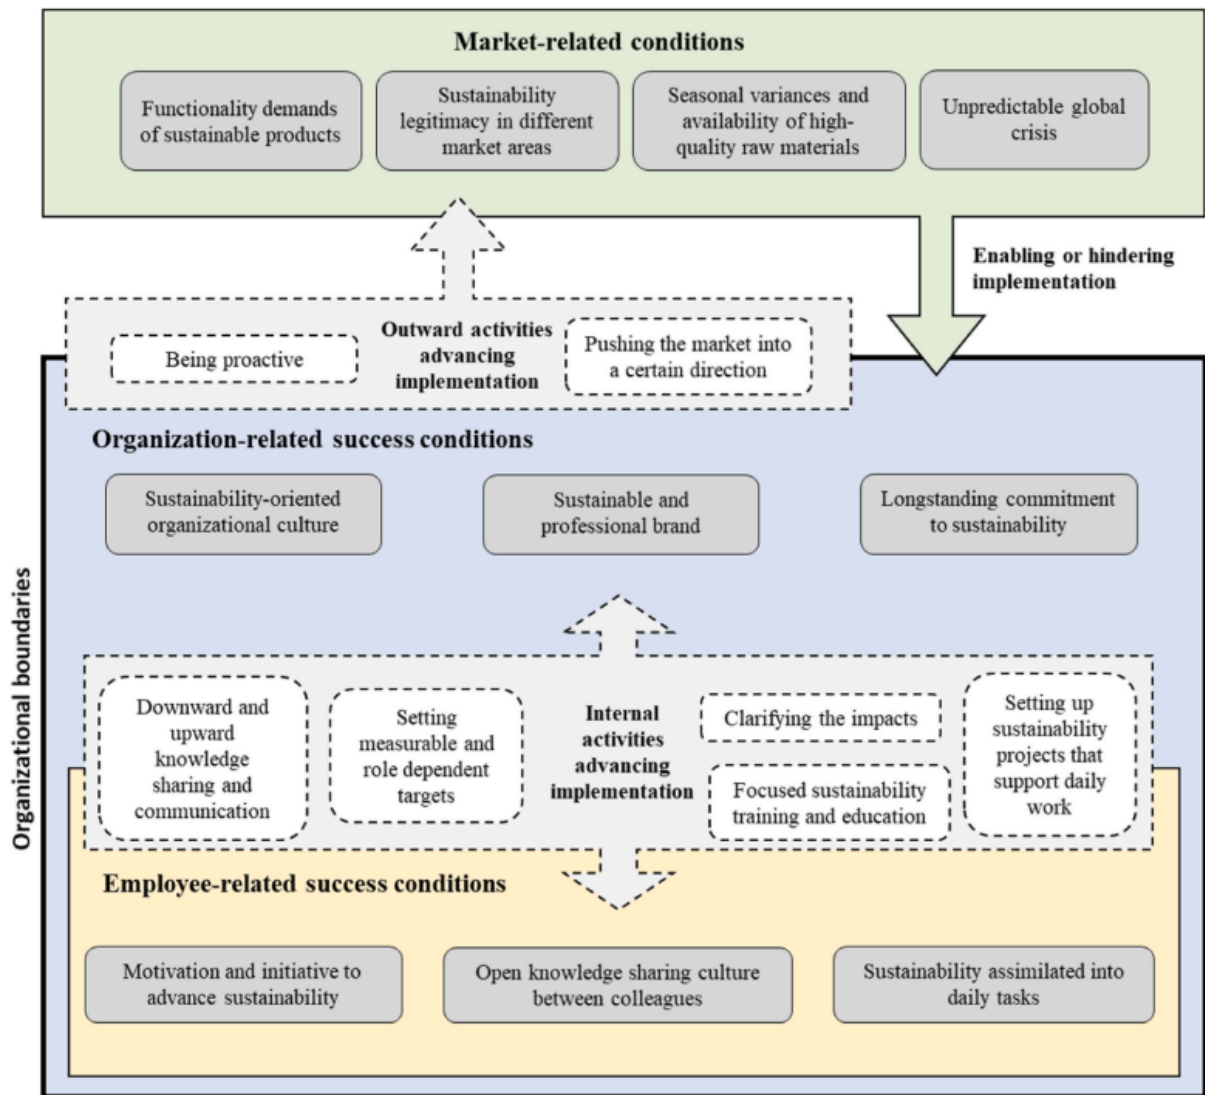 Market-related conditions
Functionality demands
of sustainable products
Sustainability
legitimacy in different
market areas
Seasonal variances and
availability of high-
quality raw materials
Unpredictable global
crisis
Enabling or hindering
implementation
Being proactive
Outward activities
advancing
implementation
Pushing the market into
a certain direction
Organizational boundaries
Organization-related success conditions
Sustainability-oriented
organizational culture
Sustainable and
professional brand
Longstanding commitment
to sustainability
Downward and
upward
knowledge
sharing and
communication
Setting
measurable and
role dependent
targets
Internal
activities
advancing
implementation
Clarifying the impacts
Focused sustainability
training and education
Setting up
sustainability
projects that
support daily
work
Employee-related success conditions
Motivation and initiative to
advance sustainability
Open knowledge sharing culture
between colleagues
Sustainability assimilated into
daily tasks